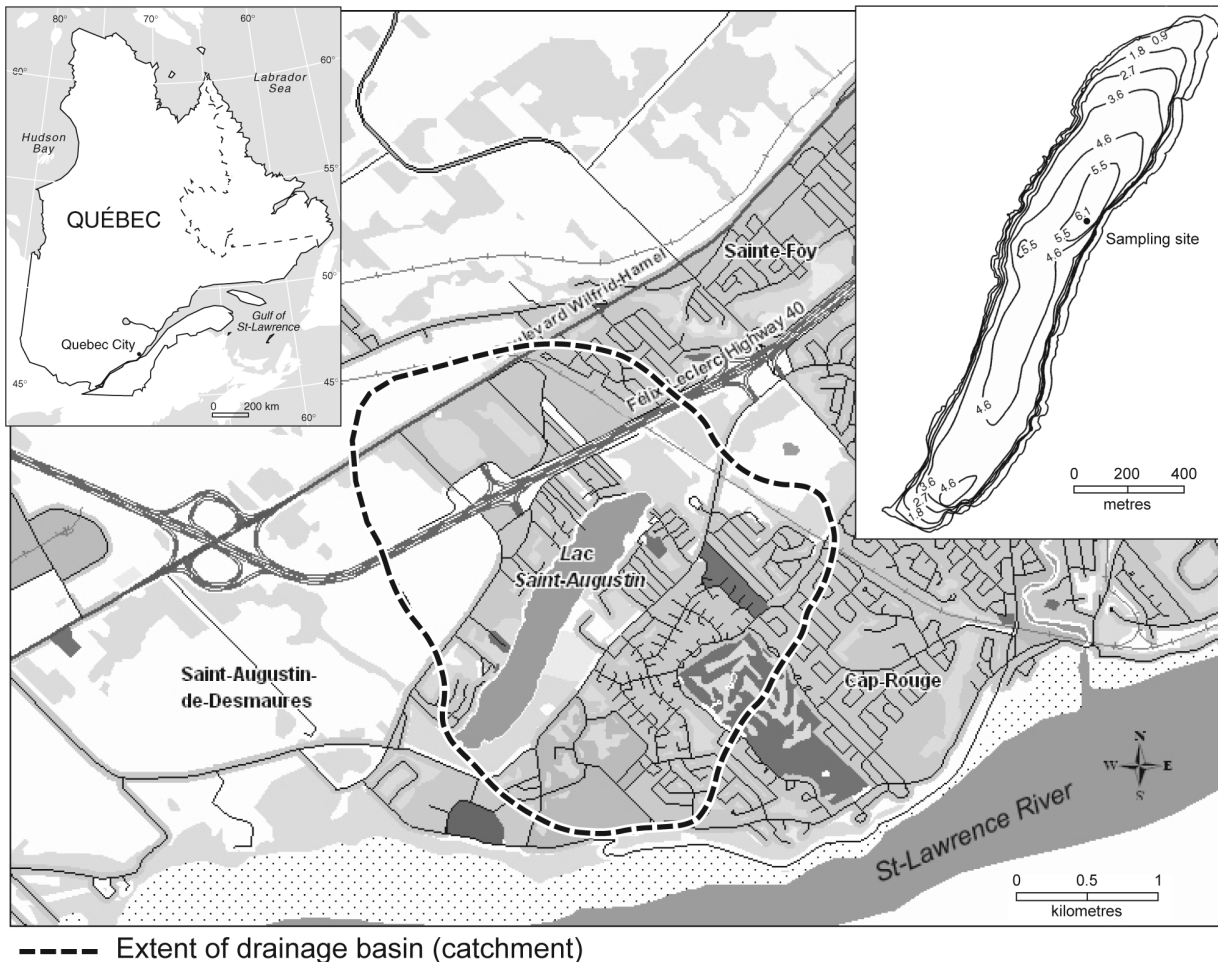 80°
70°
60°
60°
60°
Labrador
Sea
Hudson
Bay
55°
55°
QUÉBEC
50°
50°
Gulf of
St-Lawrence
Quebec City
45°
45°
0 200 km
60°
0.9
1.8
2.7
3.6
4.6
5.5
6.1
5.5
5.5
4.6
Sampling site
4.6
3.6
4.6
2.7
1.8
0 200 400
metres
Sainte-Foy
Boulevard Wilfrid-Hamel
Félix-Leclerc Highway 40
Lac
Saint-Augustin
Saint-Augustin-
de-Desmaures
Cap-Rouge
N
W E
S
St-Lawrence River
0 0.5 1
kilometres
Extent of drainage basin (catchment)